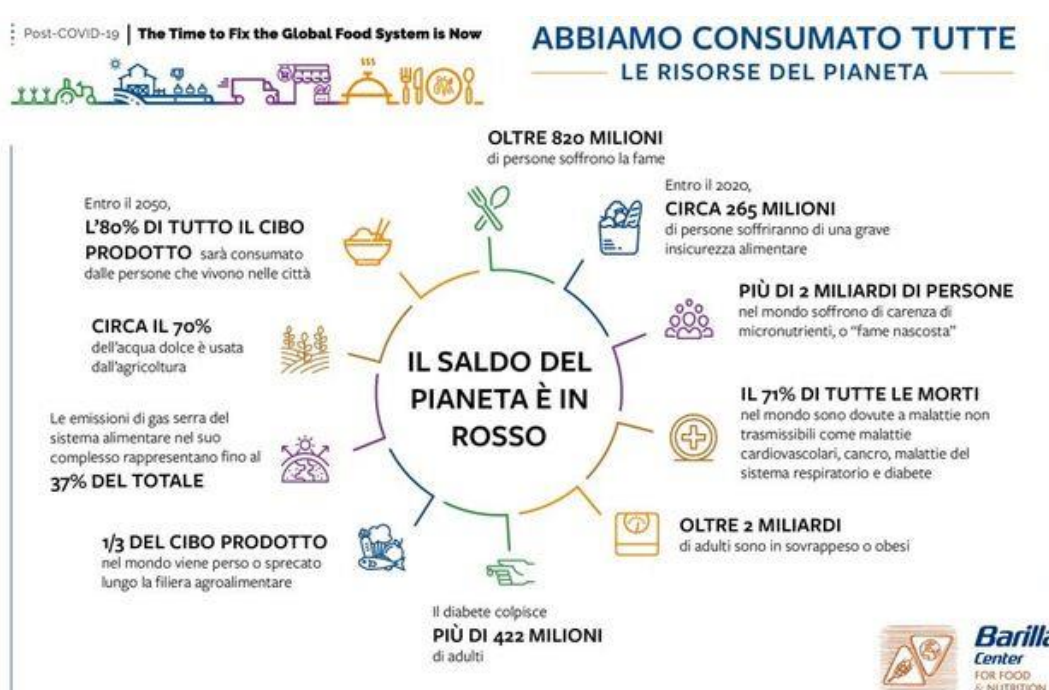 Post-COVID-19 | The Time to Fix the Global Food System is Now
ABBIAMO CONSUMATO TUTTE
LE RISORSE DEL PIANETA
OLTRE 820 MILIONI
di persone soffrono la fame
Entro il 2020,
CIRCA 265 MILIONI
di persone soffriranno di una grave
insicurezza alimentare
PIÙ DI 2 MILIARDI DI PERSONE
nel mondo soffrono di carenza di
micronutrienti, o "fame nascosta"
IL 71% DI TUTTE LE MORTI
nel mondo sono dovute a malattie non
trasmissibili come malattie
cardiovascolari, cancro, malattie del
sistema respiratorio e diabete
OLTRE 2 MILIARDI
di adulti sono in sovrappeso o obesi
Il diabete colpisce
PIÙ DI 422 MILIONI
di adulti
1/3 DEL CIBO PRODOTTO
nel mondo viene perso o sprecato
lungo la filiera agroalimentare
Le emissioni di gas serra del
sistema alimentare nel suo
complesso rappresentano fino al
37% DEL TOTALE
CIRCA IL 70%
dell'acqua dolce è usata
dall'agricoltura
Entro il 2050,
L'80% DI TUTTO IL CIBO
PRODOTTO sarà consumato
dalle persone che vivono nelle città
IL SALDO DEL
PIANETA È IN
ROSSO
Barilla
Center
FOR FOOD
& NUTRITION